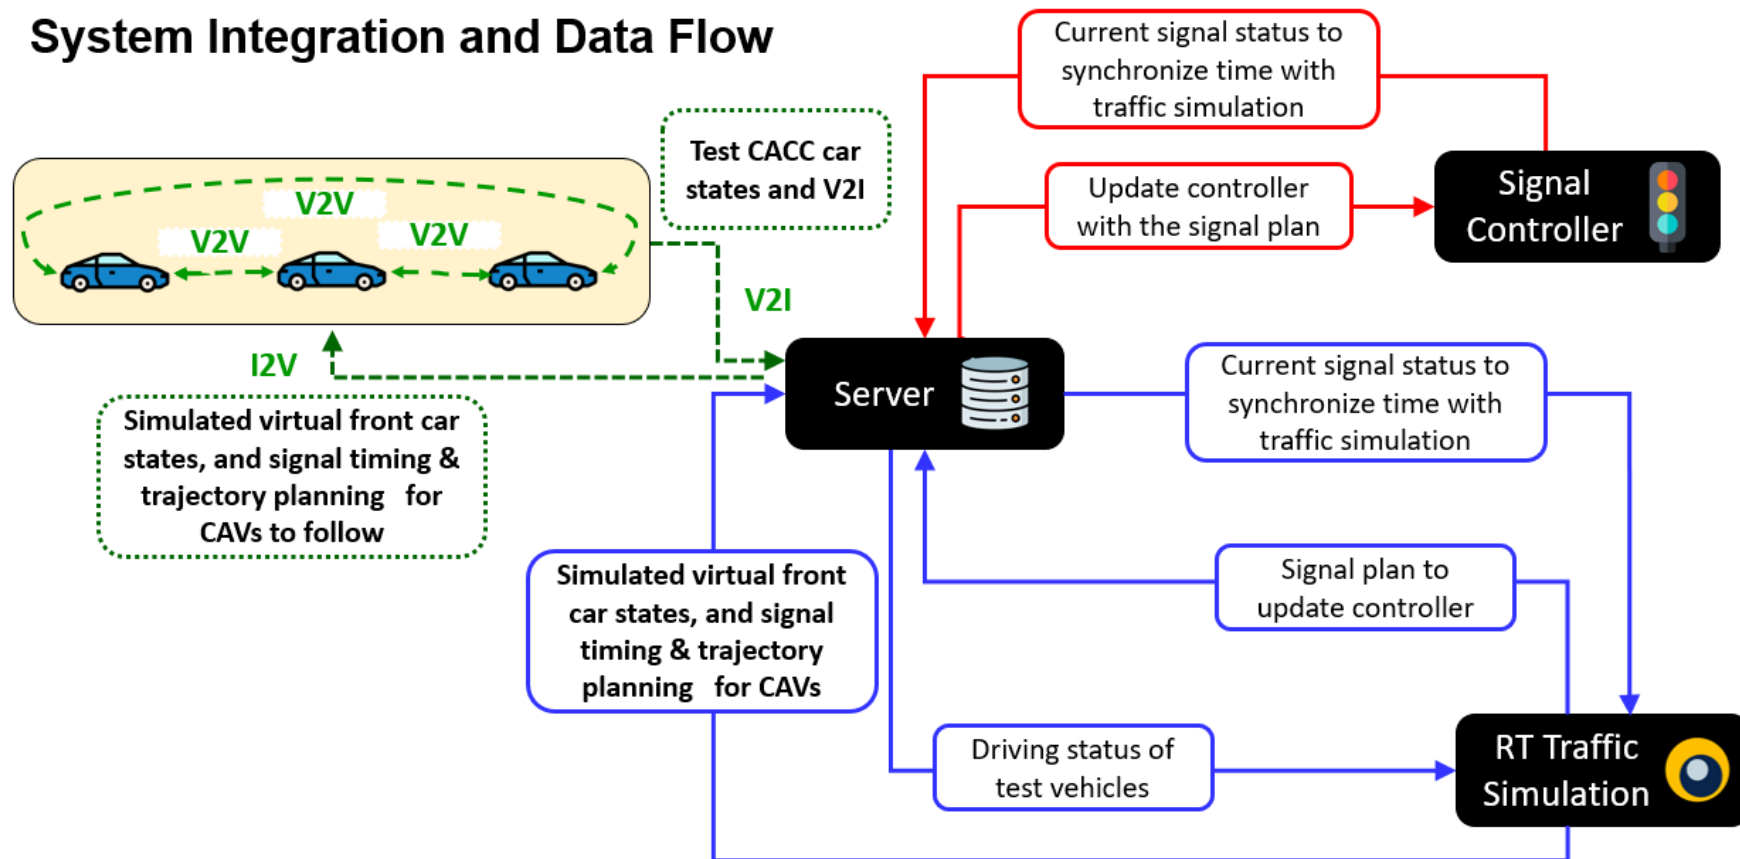 System Integration and Data Flow
Current signal status to
synchronize time with
traffic simulation
Test CACC car
states and V2I
V2V
V2V
V2V
Update controller
with the signal plan
Signal
Controller
V2I
I2V
Server
Current signal status to
synchronize time with
traffic simulation
Simulated virtual front car
states, and signal timing &
trajectory planning for
CAVs to follow
Simulated virtual front
car states, and signal
timing & trajectory
planning for CAVs
Signal plan to
update controller
Driving status of
test vehicles
RT Traffic
Simulation